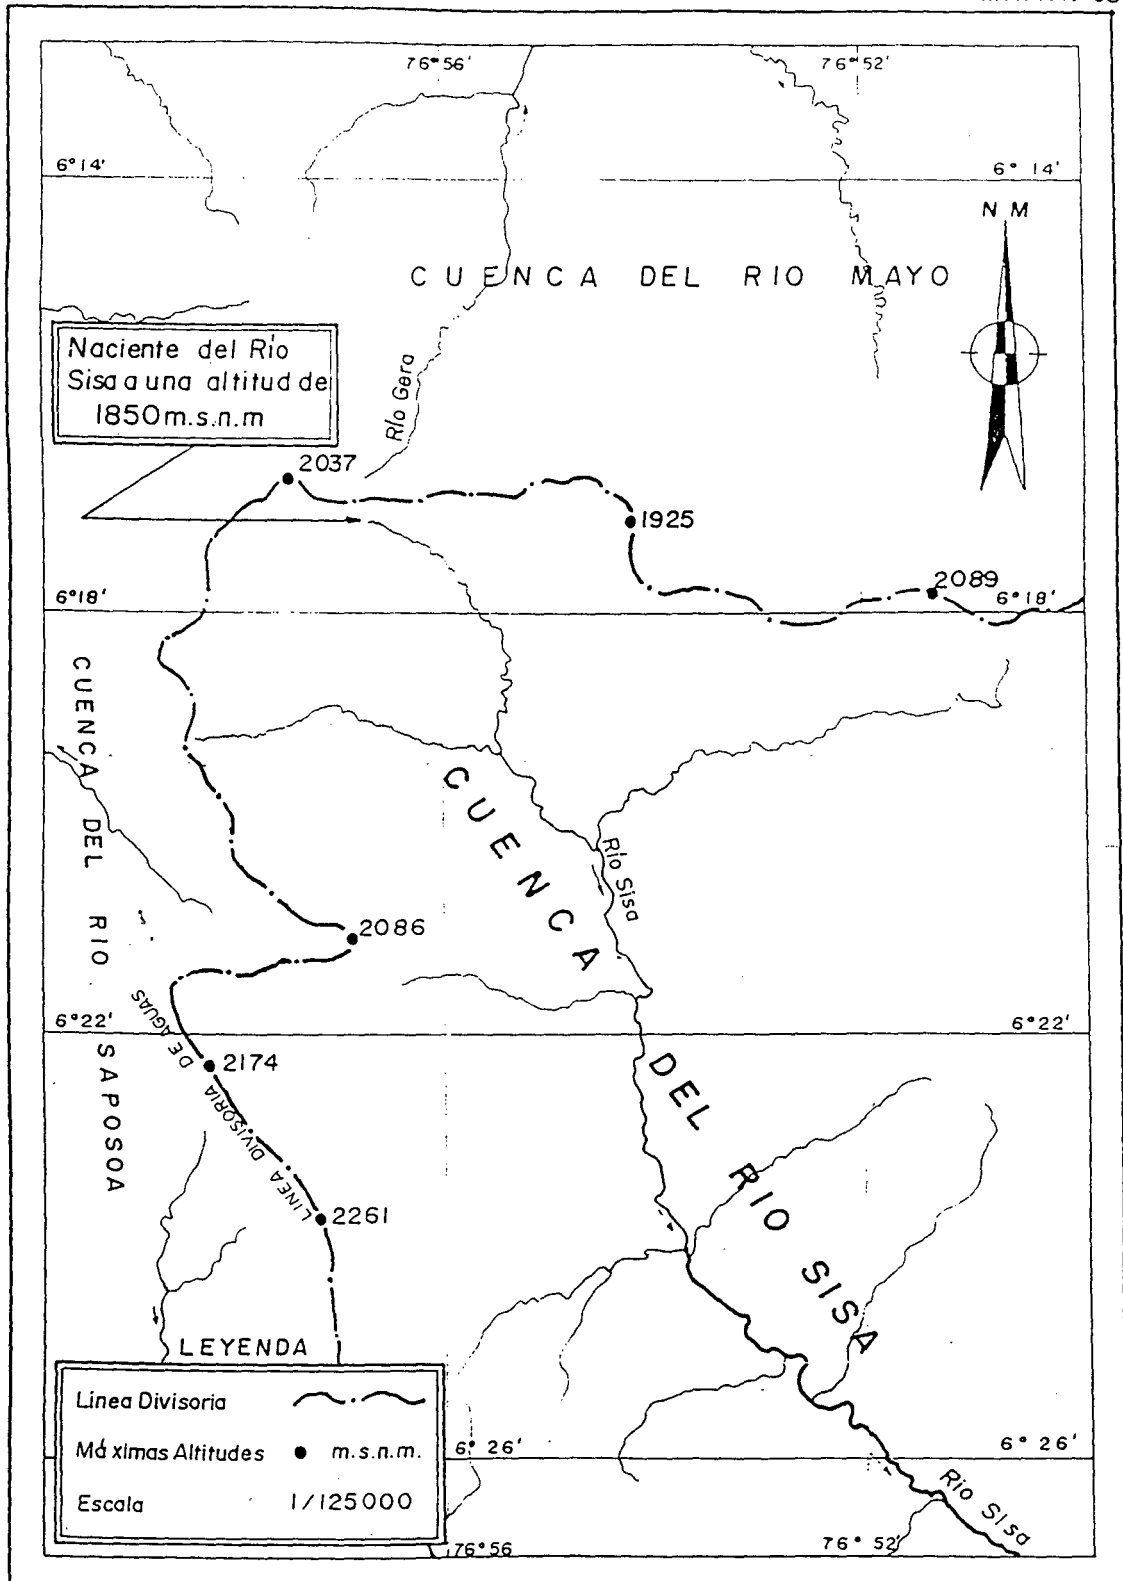 76°56'
76°52'
6°14'
6° 14'
N M
CUENCA DEL RIO MAYO
Naciente del Río
Sisa a una altitud de
1850 m.s.n.m
Río Gera
2037
1925
2089
6°18'
6°18'
CUENCA DEL RIO SAPOSOA
CUENCA DEL RIO SISA
Río Sisa
2086
6°22'
6°22'
LINEA DIVISORIA DE AGUAS
2174
2261
LEYENDA
Línea Divisoria
Máximas Altitudes m.s.n.m.
Escala 1/125000
6° 26'
6° 26'
Río Sisa
76°56
76° 52'